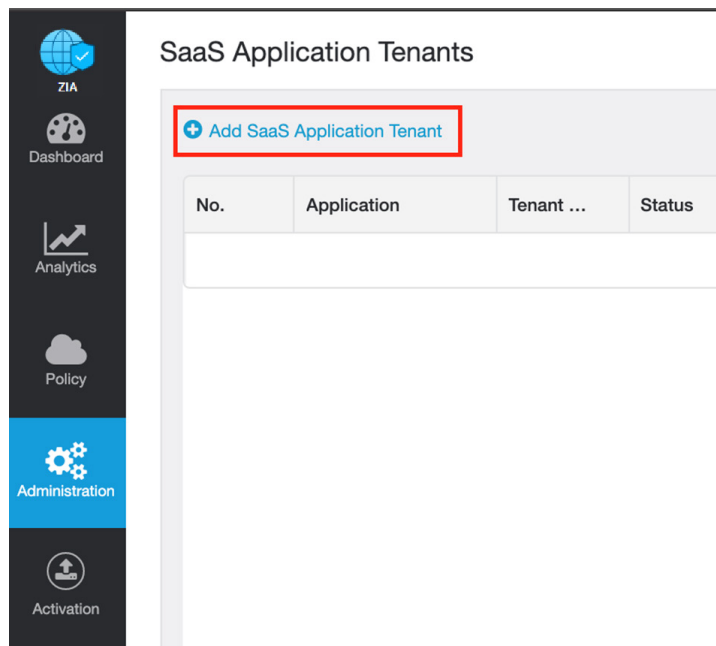 ZIA
Dashboard
Analytics
Policy
Administration
Activation
SaaS Application Tenants
Add SaaS Application Tenant
No. Application Tenant ... Status